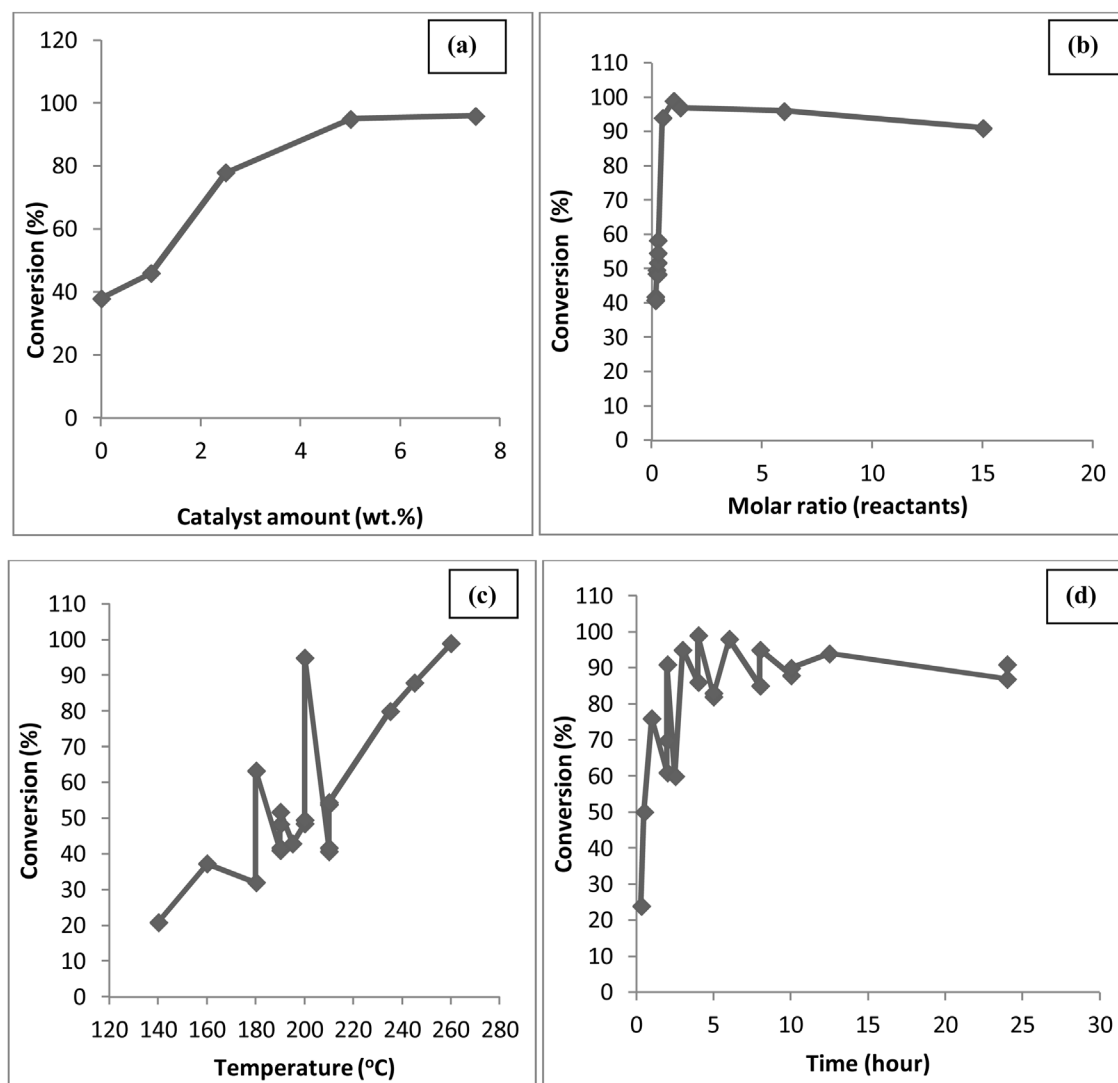 (a)
120
100
80
60
40
20
0
0 2 4 6 8
Conversion (%)
Catalyst amount (wt.%)
(b)
110
100
90
80
70
60
50
40
30
20
10
0
0 5 10 15 20
Conversion (%)
Molar ratio (reactants)
(c)
110
100
90
80
70
60
50
40
30
20
10
0
120 140 160 180 200 220 240 260 280
Conversion (%)
Temperature (ᵒC)
(d)
110
100
90
80
70
60
50
40
30
20
10
0
0 5 10 15 20 25 30
Conversion (%)
Time (hour)